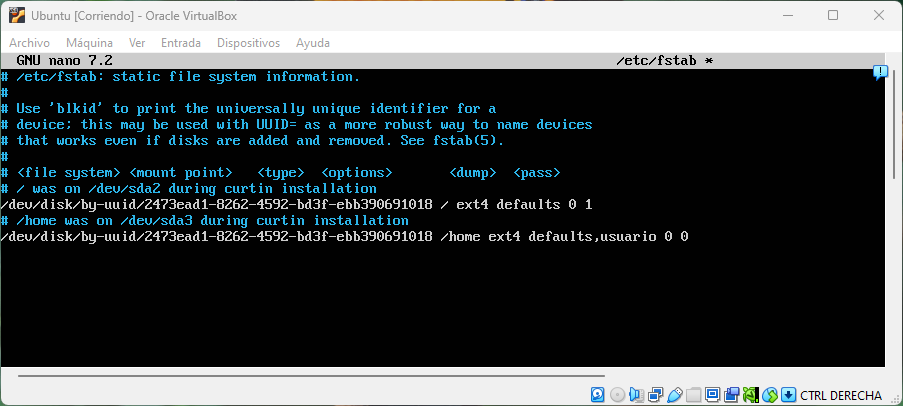 Ubuntu [Corriendo] - Oracle VirtualBox
Archivo Máquina Ver Entrada Dispositivos Ayuda
GNU nano 7.2 /etc/fstab *
# /etc/fstab: static file system information.
#
# Use 'blkid' to print the universally unique identifier for a
# device; this may be used with UUID= as a more robust way to name devices
# that works even if disks are added and removed. See fstab(5).
#
# <file system> <mount point> <type> <options> <dump> <pass>
# / was on /dev/sda2 during curtin installation
/dev/disk/by-uuid/2473ead1-8262-4592-bd3f-ebb390691018 / ext4 defaults 0 1
# /home was on /dev/sda3 during curtin installation
/dev/disk/by-uuid/2473ead1-8262-4592-bd3f-ebb390691018 /home ext4 defaults,usuario 0 0
CTRL DERECHA